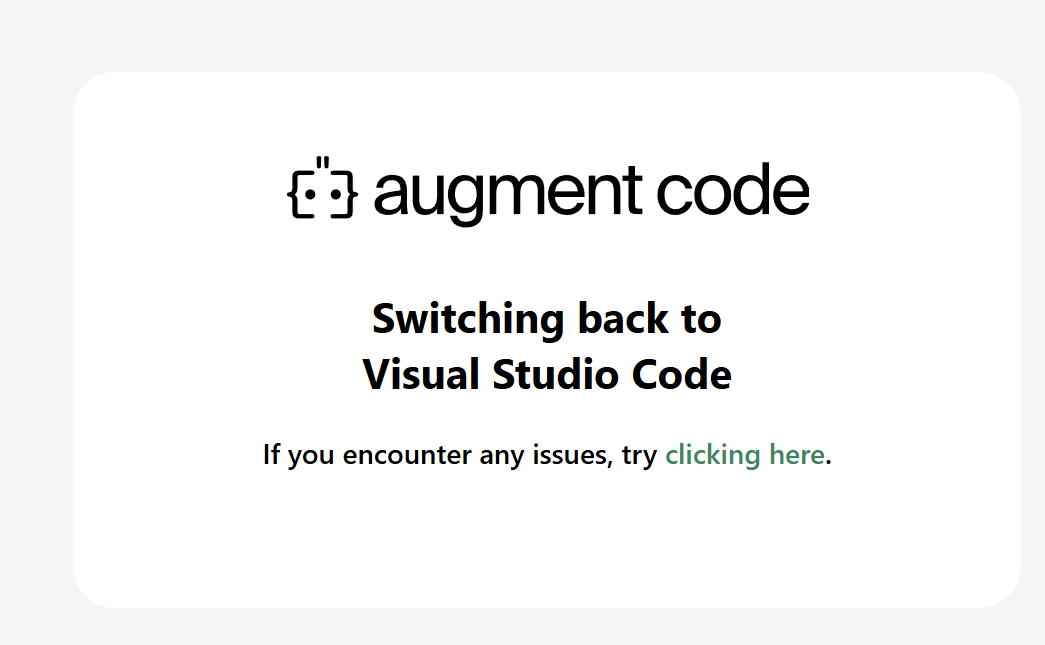 augment code
Switching back to
Visual Studio Code
If you encounter any issues, try clicking here.